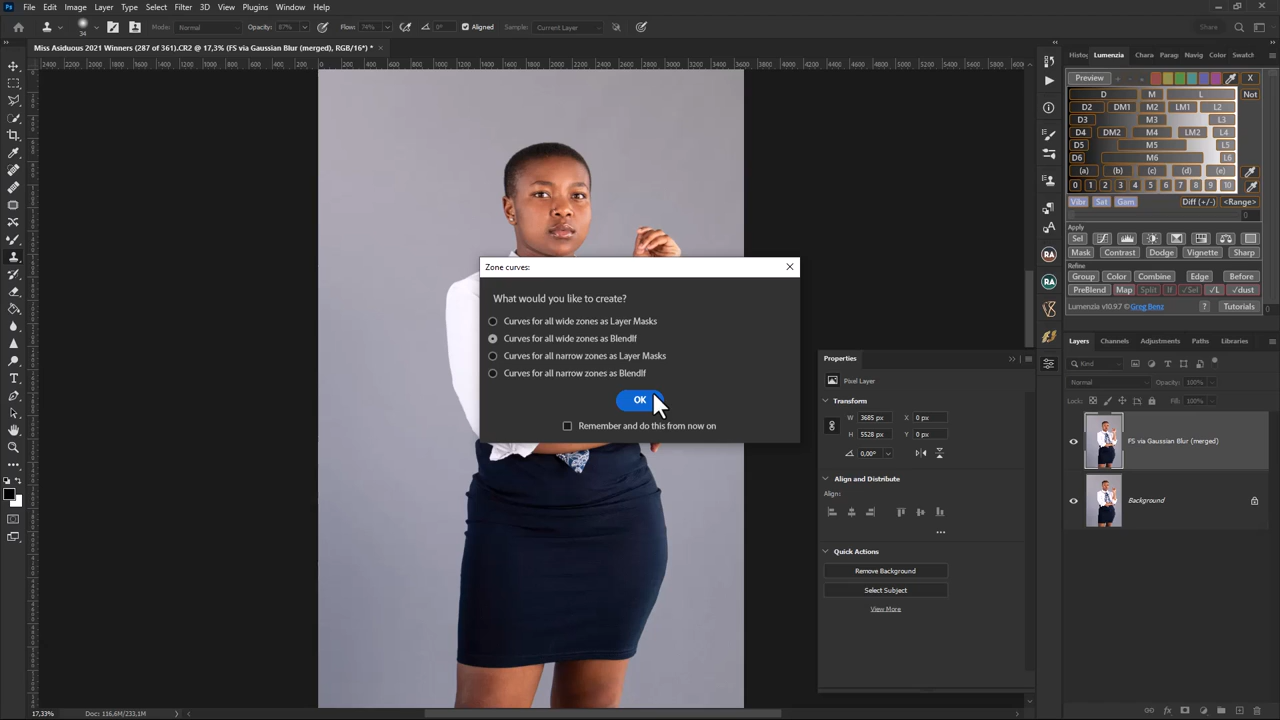 File Edit Image Layer Type Select Filter 3D View Plugins Window Help
34 Mode: Normal Opacity: 87% Flow: 74% 0° Aligned Sample: Current Layer Share
Miss Asiduous 2021 Winners (287 of 361).CR2 @ 17,3% (FS via Gaussian Blur (merged), RGB/16*) *
Histog Lumenzia Chara Parag Navig Color Swatch
Preview - + X
D M L Not
D2 DM1 M2 LM1 L2
D3 M3 L3
D4 DM2 M4 LM2 L4
D5 M5 L5
D6 M6 L6
(a) (b) (c) (d) (e)
0 1 2 3 4 5 6 7 8 9 10
Vibr Sat Gam Diff (+/-) <Range>
0
Apply
Sel
Mask Contrast Dodge Vignette Sharp
Refine
Group Color Combine Edge Before
PreBlend Map Split If √Sel √L √dust
Lumenzia v10.97 © Greg Benz ? Tutorials
Zone curves:
What would you like to create?
Curves for all wide zones as Layer Masks
Curves for all wide zones as BlendIf
Curves for all narrow zones as Layer Masks
Curves for all narrow zones as BlendIf
OK
Remember and do this from now on
Properties
Pixel Layer
Transform
W 3685 px X 0 px
H 5528 px Y 0 px
0,00°
Align and Distribute
Align:
Quick Actions
Remove Background
Select Subject
View More
Layers Channels Adjustments Paths Libraries
Kind
Normal Opacity: 100%
Lock: Fill: 100%
FS via Gaussian Blur (merged)
Background
17,33% Doc: 116,6M/233,1M